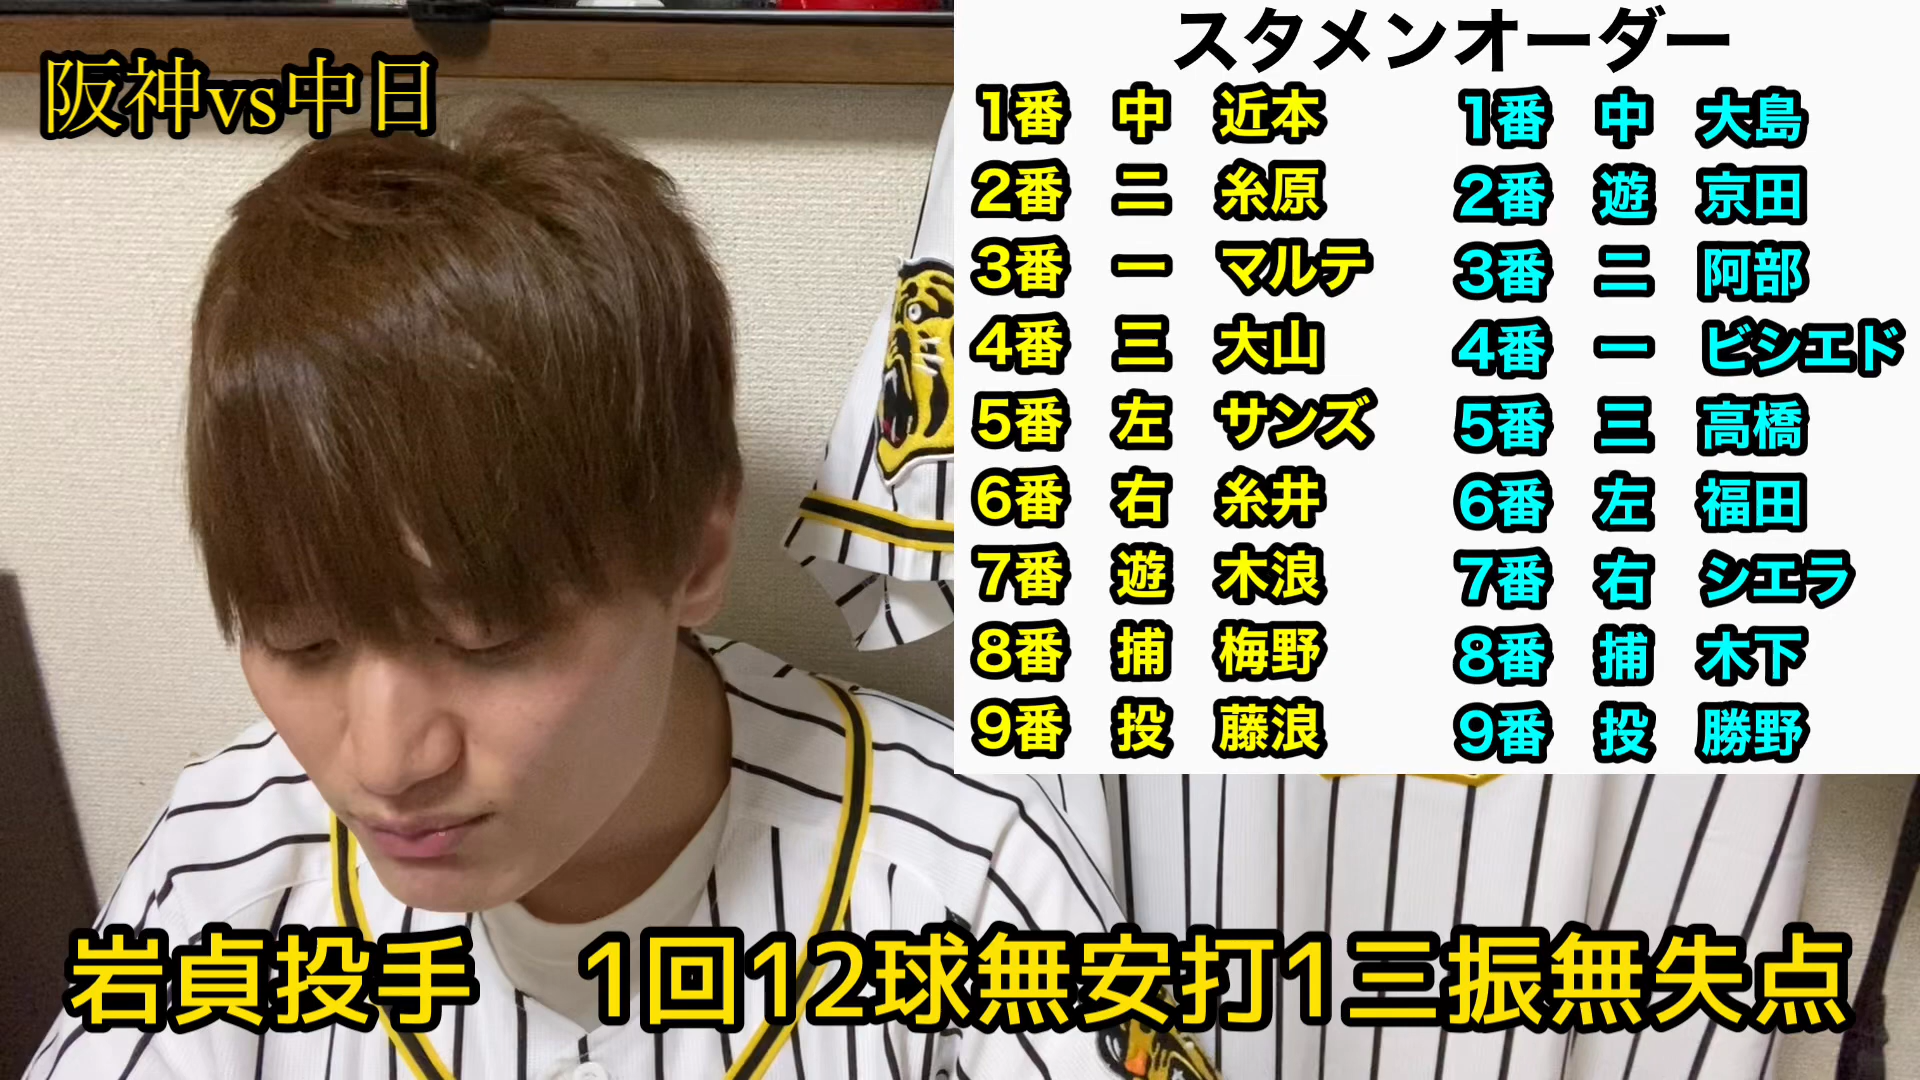 阪神vs中日
スタメンオーダー
1番 中 近本
2番 二 糸原
3番 一 マルテ
4番 三 大山
5番 左 サンズ
6番 右 糸井
7番 遊 木浪
8番 捕 梅野
9番 投 藤浪
1番 中 大島
2番 遊 京田
3番 二 阿部
4番 一 ビシエド
5番 三 高橋
6番 左 福田
7番 右 シエラ
8番 捕 木下
9番 投 勝野
岩貞投手 1回12球無安打1三振無失点